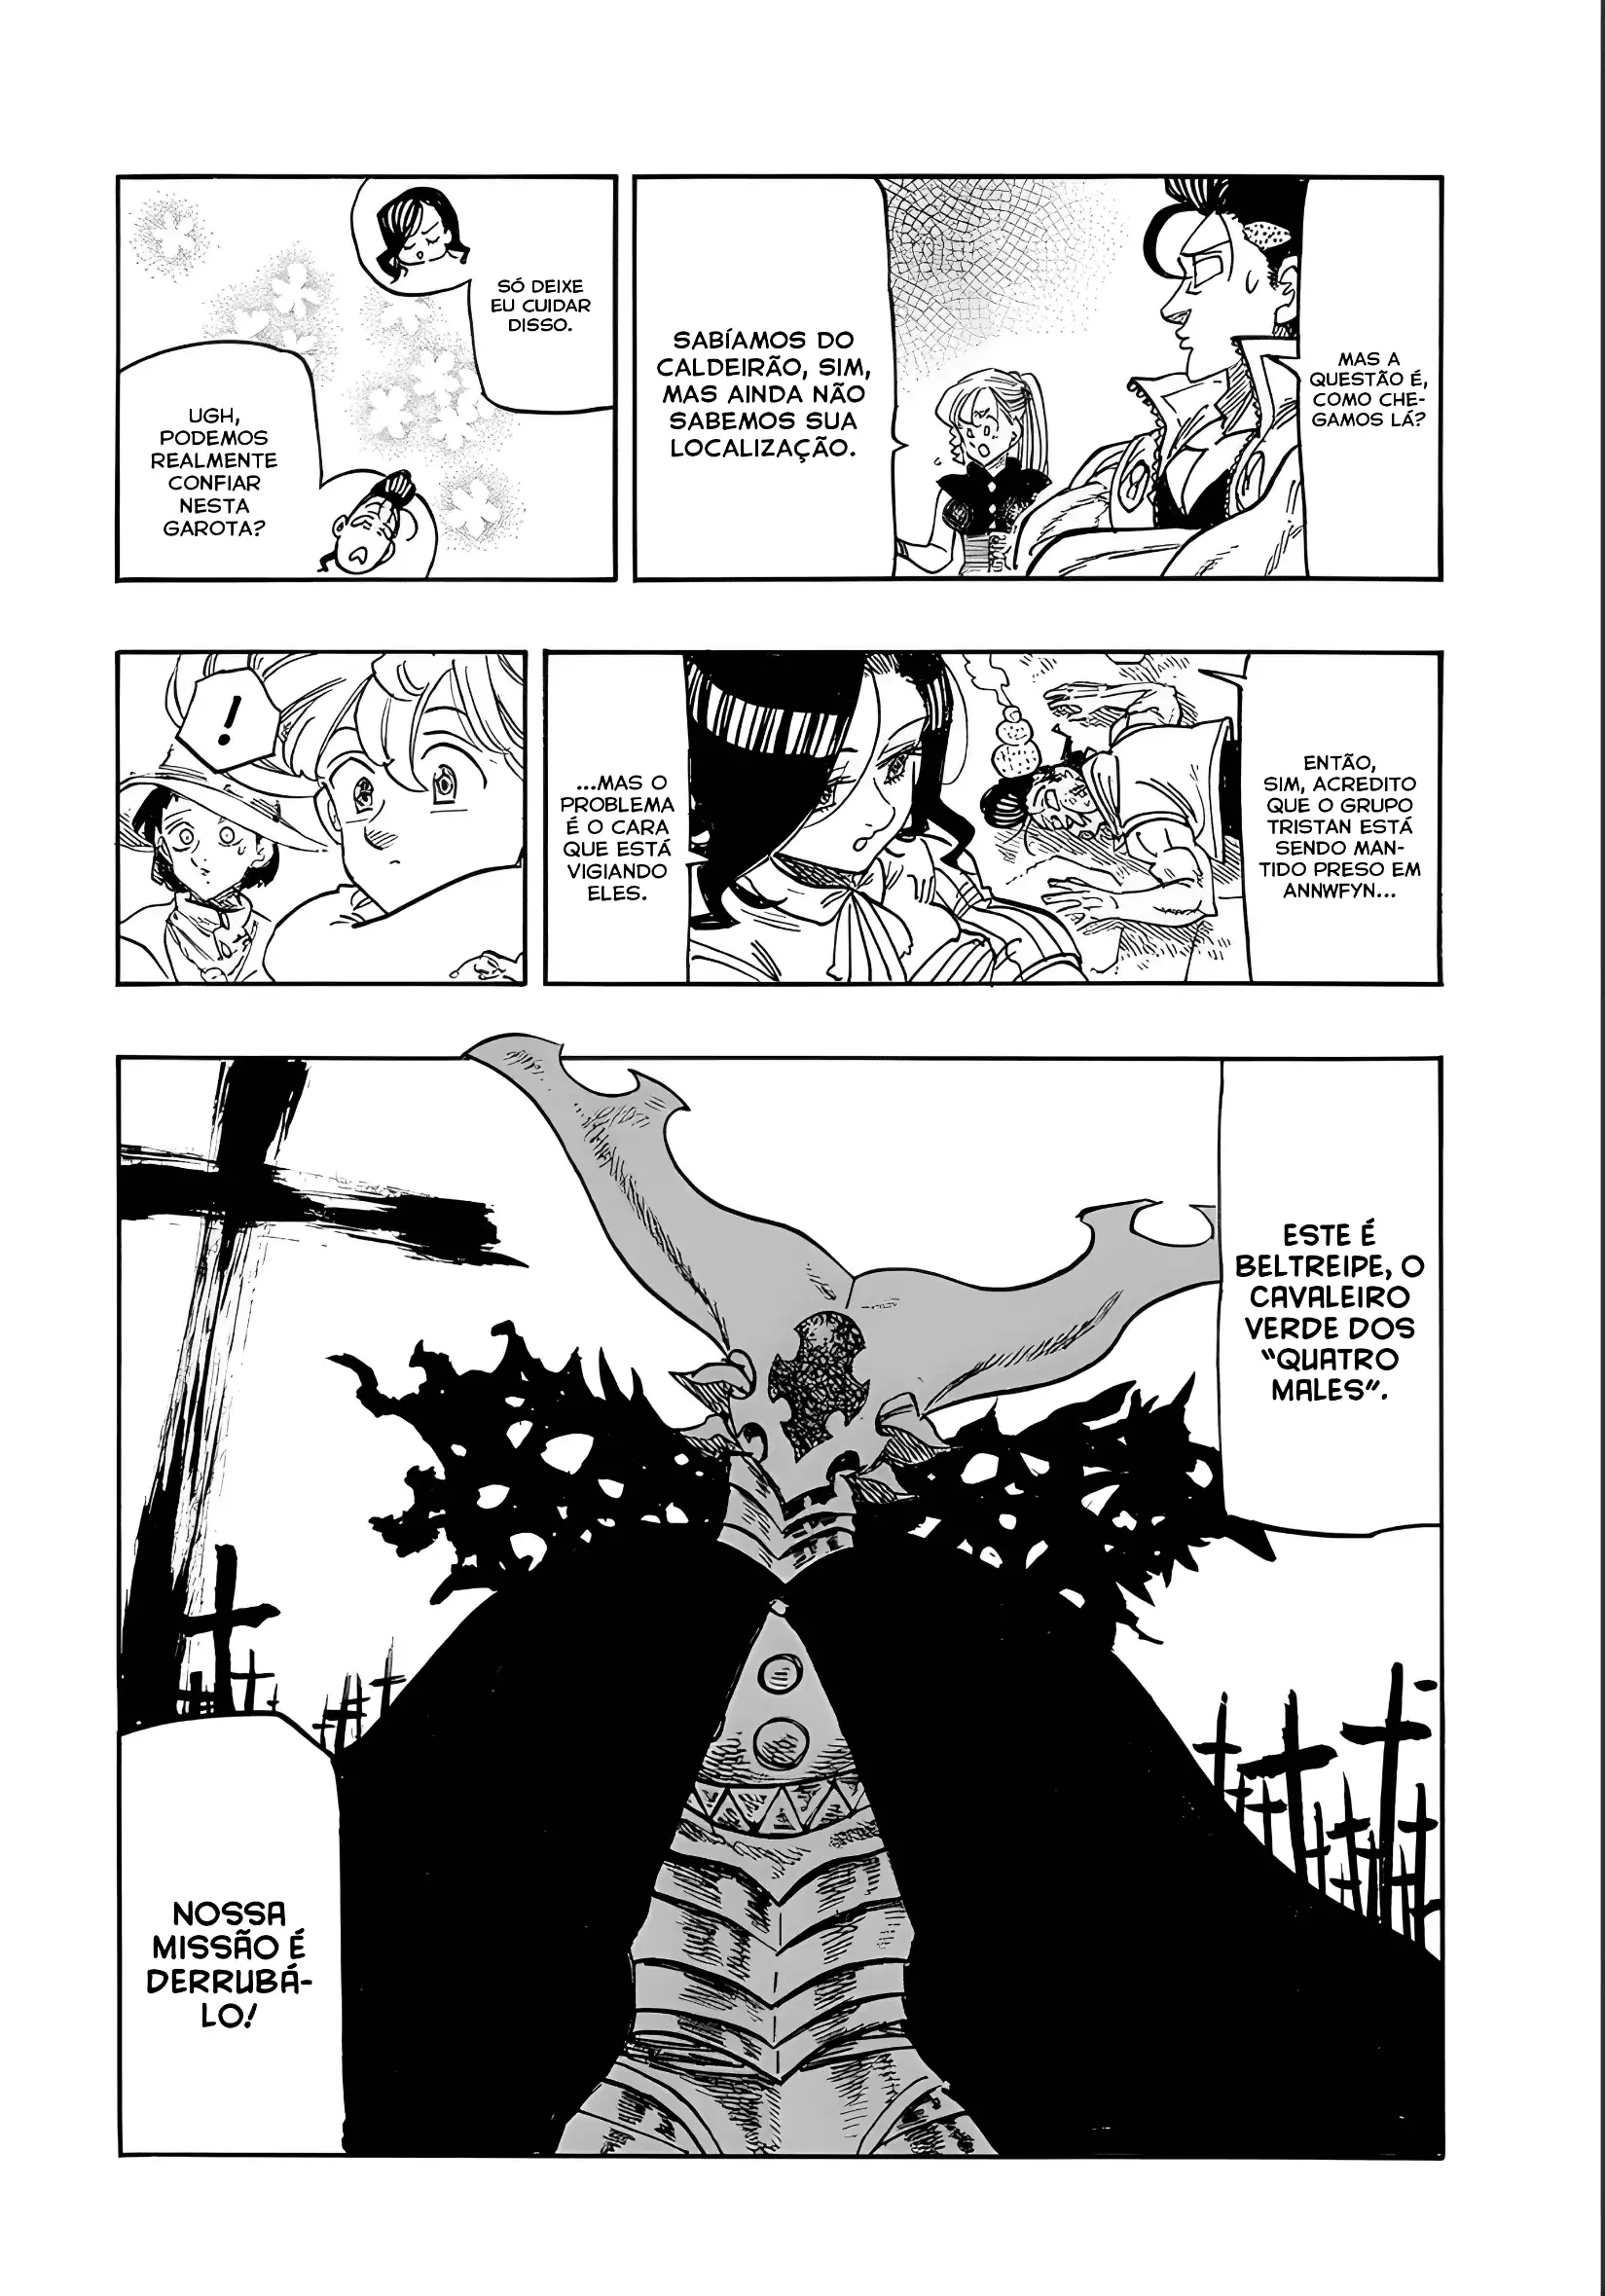 MAS A
QUESTÃO É,
COMO CHE-
GAMOS LÁ?
SABÍAMOS DO
CALDEIRÃO, SIM,
MAS AINDA NÃO
SABEMOS SUA
LOCALIZAÇÃO.
SÓ DEIXE
EU CUIDAR
DISSO.
UGH,
PODEMOS
REALMENTE
CONFIAR
NESTA
GAROTA?
ENTÃO,
SIM, ACREDITO
QUE O GRUPO
TRISTAN ESTÁ
SENDO MAN-
TIDO PRESO EM
ANNWFYN...
...MAS O
PROBLEMA
É O CARA
QUE ESTÁ
VIGIANDO
ELES.
!
ESTE É
BELTREIPE, O
CAVALEIRO
VERDE DOS
“QUATRO
MALES”.
NOSSA
MISSÃO É
DERRUBÁ-
LO!